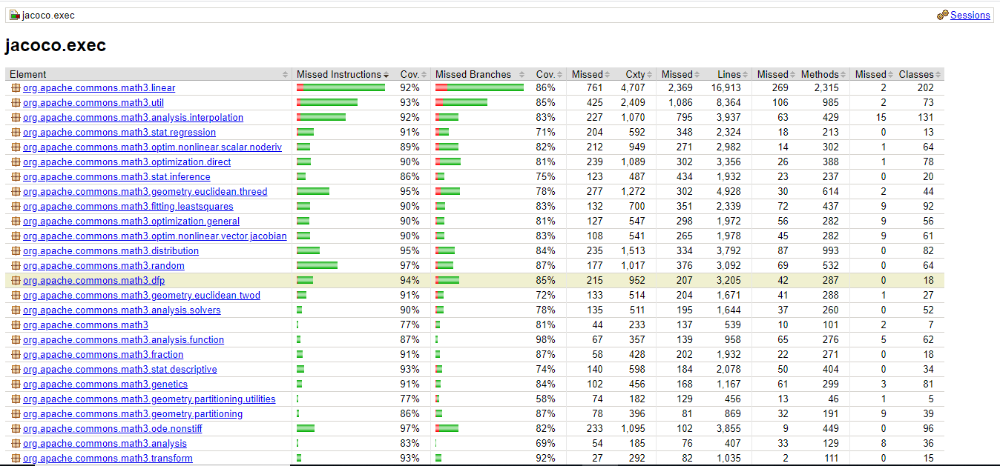 jacoco.exec Sessions
jacoco.exec
Element Missed Instructions Cov. Missed Branches Cov. Missed Cxty Missed Lines Missed Methods Missed Classes
org.apache.commons.math3.linear 92% 86% 761 4,707 2,369 16,913 269 2,315 2 202
org.apache.commons.math3.util 93% 85% 425 2,409 1,086 8,364 106 985 2 73
org.apache.commons.math3.analysis.interpolation 92% 83% 227 1,070 795 3,937 63 429 15 131
org.apache.commons.math3.stat.regression 91% 71% 204 592 348 2,324 18 213 0 13
org.apache.commons.math3.optim.nonlinear.scalar.noderiv 89% 82% 212 949 271 2,982 14 302 1 64
org.apache.commons.math3.optimization.direct 90% 81% 239 1,089 302 3,356 26 388 1 78
org.apache.commons.math3.stat.inference 86% 75% 123 487 434 1,932 23 237 0 20
org.apache.commons.math3.geometry.euclidean.threed 95% 78% 277 1,272 302 4,928 30 614 2 44
org.apache.commons.math3.fitting.leastsquares 90% 83% 132 700 351 2,339 72 437 9 92
org.apache.commons.math3.optimization.general 90% 81% 127 547 298 1,972 56 282 9 56
org.apache.commons.math3.optim.nonlinear.vector.jacobian 90% 83% 108 541 265 1,978 45 282 9 61
org.apache.commons.math3.distribution 95% 84% 235 1,513 334 3,792 87 993 0 82
org.apache.commons.math3.random 97% 87% 177 1,017 376 3,092 69 532 0 64
org.apache.commons.math3.dfp 94% 85% 215 952 207 3,205 42 287 0 18
org.apache.commons.math3.geometry.euclidean.twod 91% 72% 133 514 204 1,671 41 288 1 27
org.apache.commons.math3.analysis.solvers 90% 78% 135 511 195 1,644 37 260 0 52
org.apache.commons.math3 77% 81% 44 233 137 539 10 101 2 7
org.apache.commons.math3.analysis.function 87% 98% 67 357 139 958 65 276 5 62
org.apache.commons.math3.fraction 91% 87% 58 428 202 1,932 22 271 0 18
org.apache.commons.math3.stat.descriptive 93% 74% 140 598 184 2,078 50 404 0 34
org.apache.commons.math3.genetics 91% 84% 102 456 168 1,167 61 299 3 81
org.apache.commons.math3.geometry.partitioning.utilities 77% 58% 74 182 129 456 13 46 1 5
org.apache.commons.math3.geometry.partitioning 86% 87% 78 396 81 869 32 191 9 39
org.apache.commons.math3.ode.nonstiff 97% 82% 233 1,095 102 3,855 9 449 0 96
org.apache.commons.math3.analysis 83% 69% 54 185 76 407 33 129 8 36
org.apache.commons.math3.transform 93% 92% 27 292 82 1,035 2 111 0 15